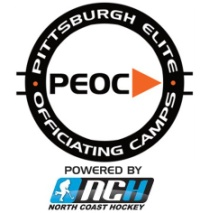 PITTSBURGH ELITE
PEOC
OFFICIATING CAMPS
POWERED BY
NCH
NORTH COAST HOCKEY